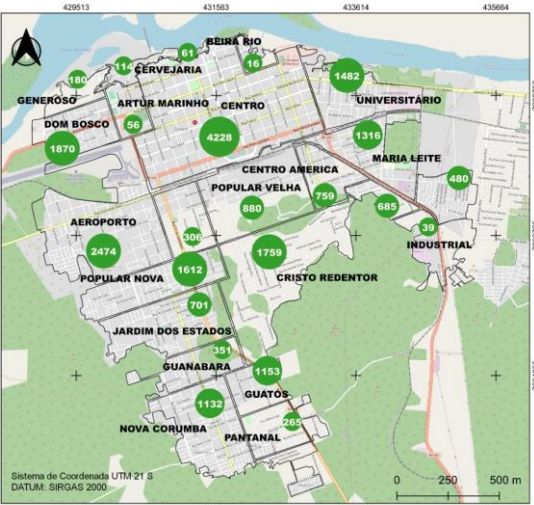 429513 431563 433614 435664
BEIRA RIO
61
114
16
CERVEJARIA
180
1482
GENEROSO
ARTUR MARINHO
CENTRO
UNIVERSITÁRIO
DOM BOSCO
56
4228
1316
1870
MARIA LEITE
CENTRO AMERICA
480
POPULAR VELHA
759
880
685
AEROPORTO
306
39
2474
1759
INDUSTRIAL
POPULAR NOVA
1612
CRISTO REDENTOR
701
JARDIM DOS ESTADOS
351
GUANABARA
1153
GUATÓS
1132
265
NOVA CORUMBA
PANTANAL
Sistema de Coordenada UTM 21 S
DATUM: SIRGAS 2000
0 250 500 m